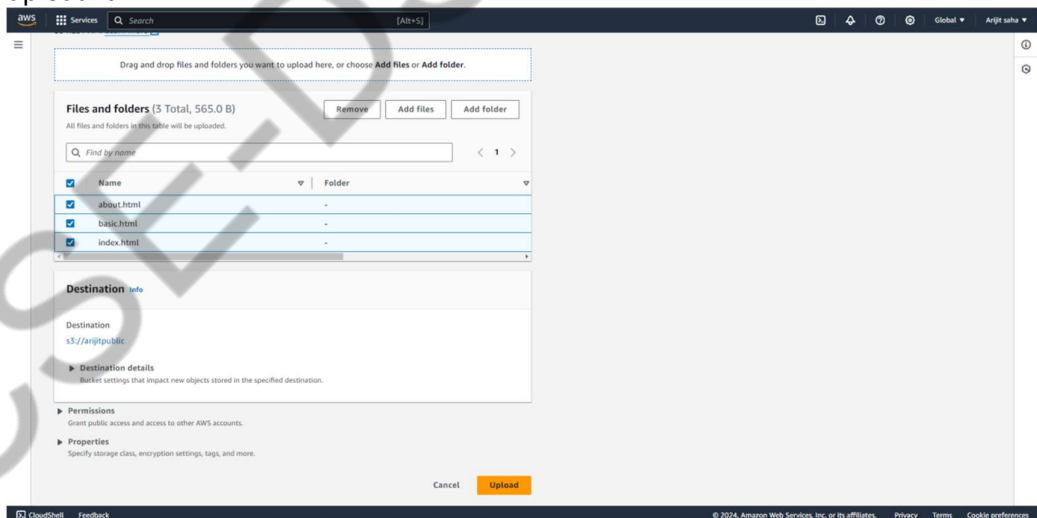 aws Services Search [Alt+S] Global Arijit saha
Drag and drop files and folders you want to upload here, or choose Add files or Add folder.
Files and folders (3 Total, 565.0 B) Remove Add files Add folder
All files and folders in this table will be uploaded.
Find by name 1
Name Folder
about.html -
basic.html -
index.html -
Destination Info
Destination
s3://arijitpublic
Destination details
Bucket settings that impact new objects stored in the specified destination.
Permissions
Grant public access and access to other AWS accounts.
Properties
Specify storage class, encryption settings, tags, and more.
Cancel Upload
CloudShell Feedback © 2024, Amazon Web Services, Inc. or its affiliates. Privacy Terms Cookie preferences